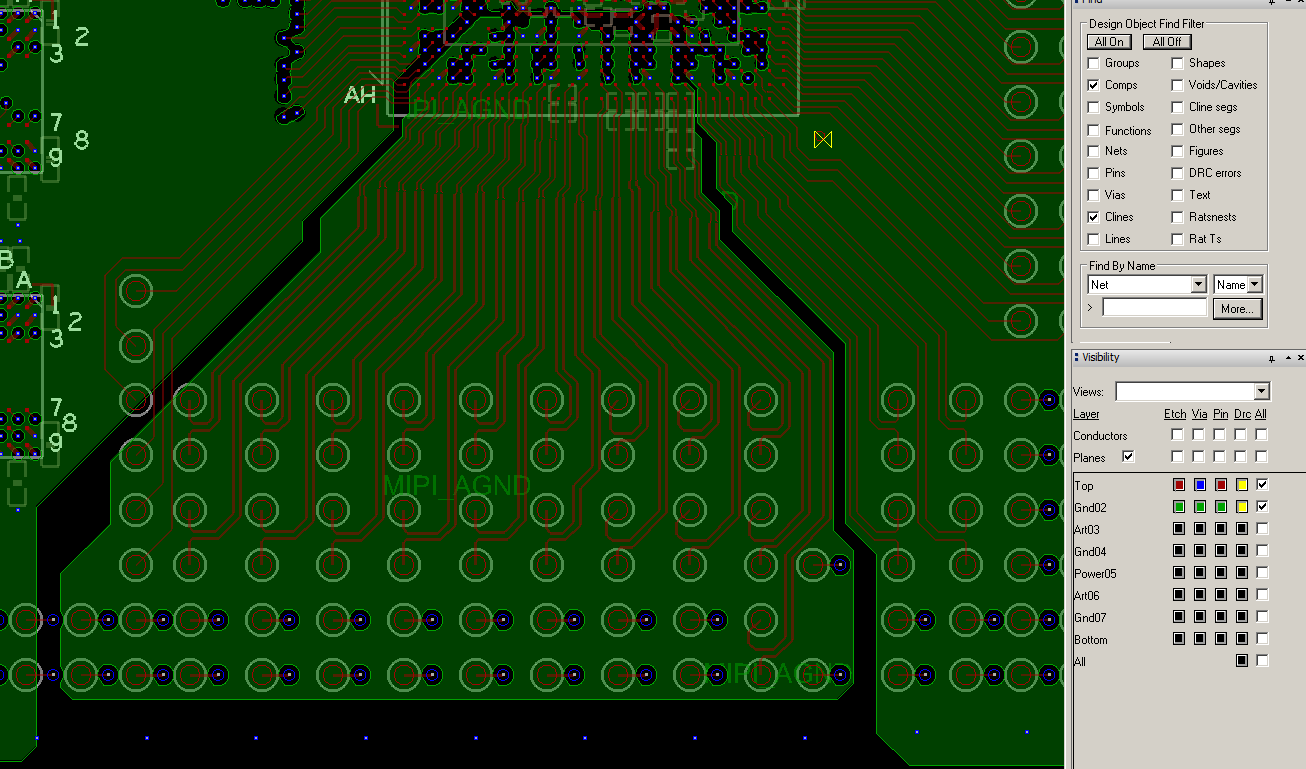 1
2
3
7
8
9
B
A
1
2
3
7
8
9
AH
MIPI_AGND
MIPI_AGND
Find
Design Object Find Filter
All On All Off
Groups Shapes
Comps Voids/Cavities
Symbols Cline segs
Functions Other segs
Nets Figures
Pins DRC errors
Vias Text
Clines Ratsnests
Lines Rat Ts
Find By Name
Net Name
> More...
Visibility
Views:
Layer Etch Via Pin Drc All
Conductors
Planes
Top
Gnd02
Art03
Gnd04
Power05
Art06
Gnd07
Bottom
All